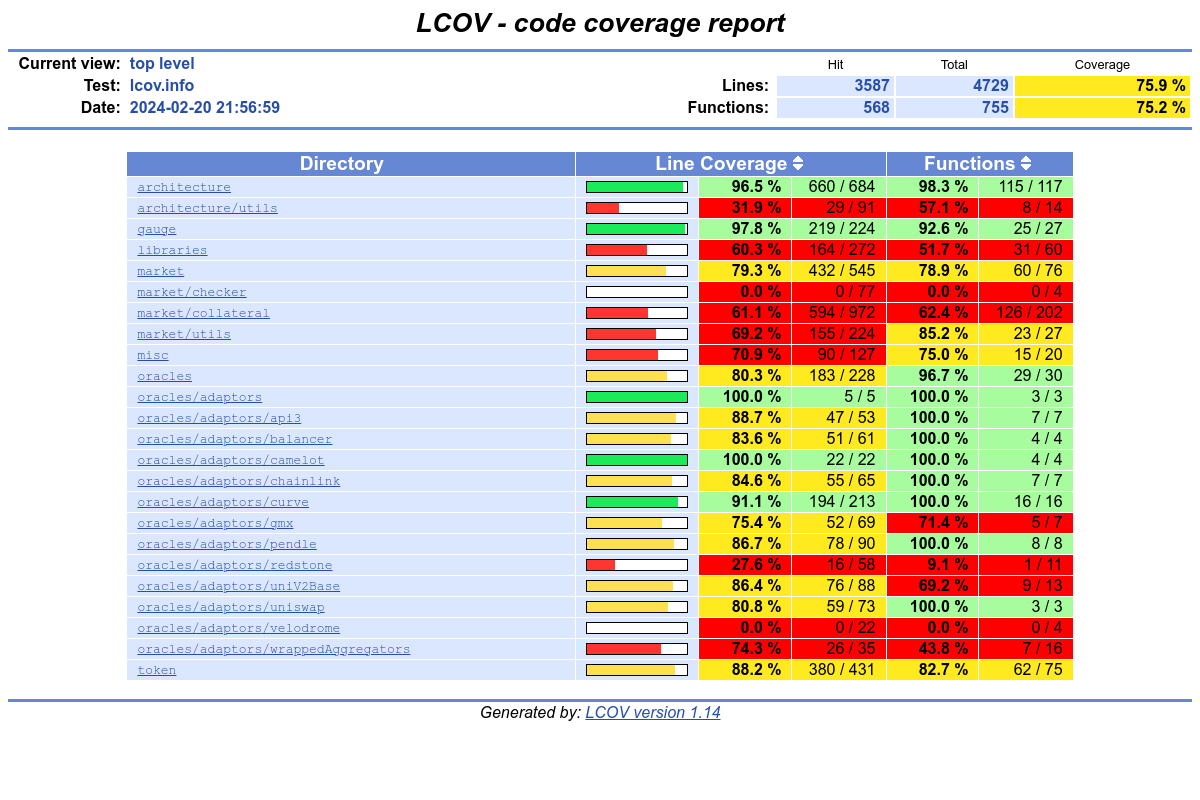 LCOV - code coverage report
Current view: top level Hit Total Coverage
Test: lcov.info Lines: 3587 4729 75.9 %
Date: 2024-02-20 21:56:59 Functions: 568 755 75.2 %
Directory Line Coverage Functions
architecture 96.5 % 660 / 684 98.3 % 115 / 117
architecture/utils 31.9 % 29 / 91 57.1 % 8 / 14
gauge 97.8 % 219 / 224 92.6 % 25 / 27
libraries 60.3 % 164 / 272 51.7 % 31 / 60
market 79.3 % 432 / 545 78.9 % 60 / 76
market/checker 0.0 % 0 / 77 0.0 % 0 / 4
market/collateral 61.1 % 594 / 972 62.4 % 126 / 202
market/utils 69.2 % 155 / 224 85.2 % 23 / 27
misc 70.9 % 90 / 127 75.0 % 15 / 20
oracles 80.3 % 183 / 228 96.7 % 29 / 30
oracles/adaptors 100.0 % 5 / 5 100.0 % 3 / 3
oracles/adaptors/api3 88.7 % 47 / 53 100.0 % 7 / 7
oracles/adaptors/balancer 83.6 % 51 / 61 100.0 % 4 / 4
oracles/adaptors/camelot 100.0 % 22 / 22 100.0 % 4 / 4
oracles/adaptors/chainlink 84.6 % 55 / 65 100.0 % 7 / 7
oracles/adaptors/curve 91.1 % 194 / 213 100.0 % 16 / 16
oracles/adaptors/gmx 75.4 % 52 / 69 71.4 % 5 / 7
oracles/adaptors/pendle 86.7 % 78 / 90 100.0 % 8 / 8
oracles/adaptors/redstone 27.6 % 16 / 58 9.1 % 1 / 11
oracles/adaptors/uniV2Base 86.4 % 76 / 88 69.2 % 9 / 13
oracles/adaptors/uniswap 80.8 % 59 / 73 100.0 % 3 / 3
oracles/adaptors/velodrome 0.0 % 0 / 22 0.0 % 0 / 4
oracles/adaptors/wrappedAggregators 74.3 % 26 / 35 43.8 % 7 / 16
token 88.2 % 380 / 431 82.7 % 62 / 75
Generated by: LCOV version 1.14